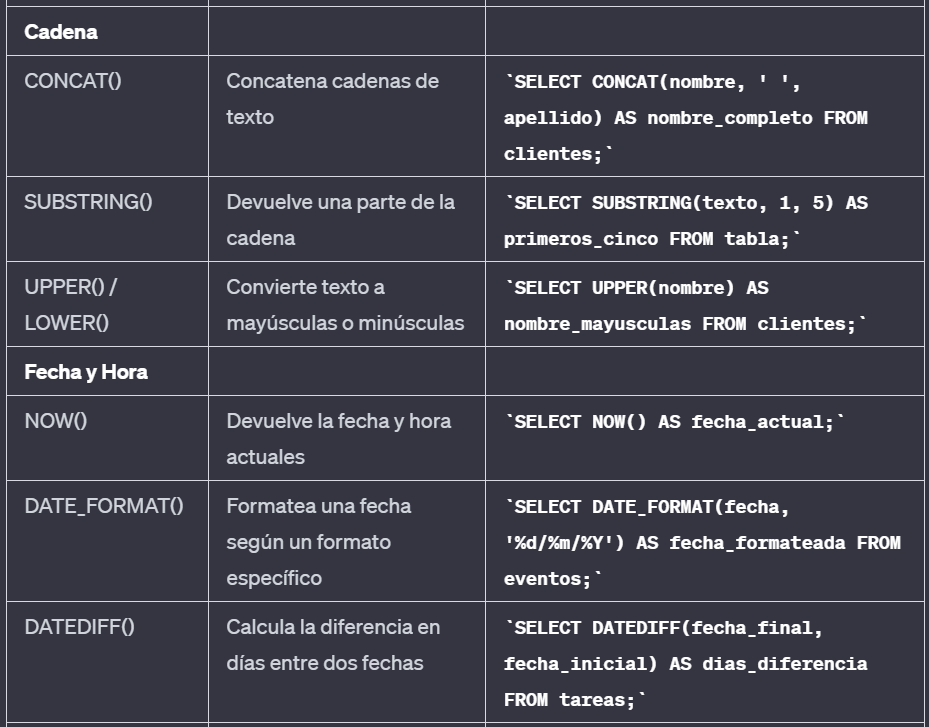 Cadena
CONCAT()
Concatena cadenas de
texto
`SELECT CONCAT(nombre, ' ',
apellido) AS nombre_completo FROM
clientes;`
SUBSTRING()
Devuelve una parte de la
cadena
`SELECT SUBSTRING(texto, 1, 5) AS
primeros_cinco FROM tabla;`
UPPER() /
LOWER()
Convierte texto a
mayúsculas o minúsculas
`SELECT UPPER(nombre) AS
nombre_mayusculas FROM clientes;`
Fecha y Hora
NOW()
Devuelve la fecha y hora
actuales
`SELECT NOW() AS fecha_actual;`
DATE_FORMAT()
Formatea una fecha
según un formato
específico
`SELECT DATE_FORMAT(fecha,
'%d/%m/%Y') AS fecha_formateada FROM
eventos;`
DATEDIFF()
Calcula la diferencia en
días entre dos fechas
`SELECT DATEDIFF(fecha_final,
fecha_inicial) AS dias_diferencia
FROM tareas;`